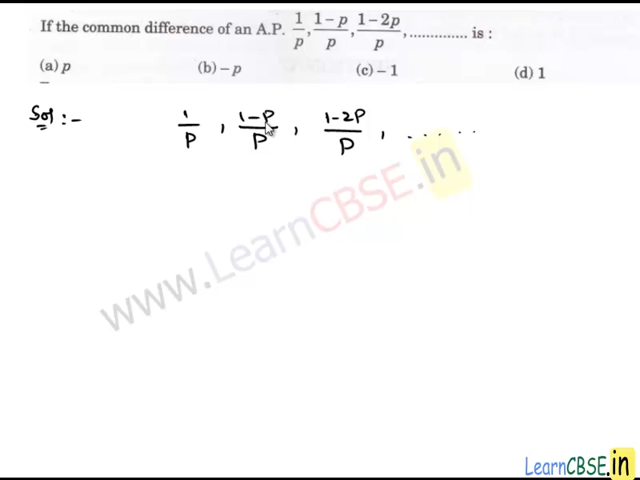 If the common difference of an A.P. 1/p, (1−p)/p, (1−2p)/p, .............. is :
(a) p (b) – p (c) – 1 (d) 1
Sol :- 1/P , (1-P)/P , (1-2P)/P , . . . . . .
www.LearnCBSE.in
LearnCBSE.in